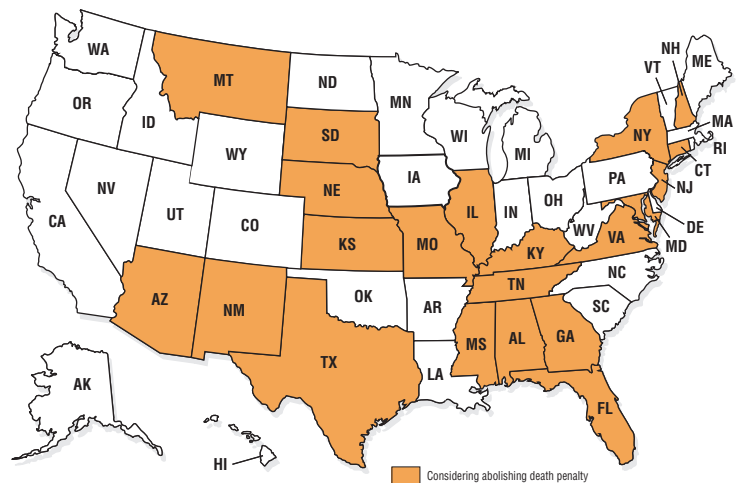 WA
MT
ND
MN
VT
NH
ME
OR
ID
SD
WI
NY
MA
WY
MI
RI
IA
PA
CT
NV
NE
NJ
CA
UT
CO
IL
IN
OH
DE
KS
MO
WV
VA
MD
KY
NC
AZ
NM
OK
AR
TN
SC
TX
MS
AL
GA
LA
AK
FL
HI
Considering abolishing death penalty